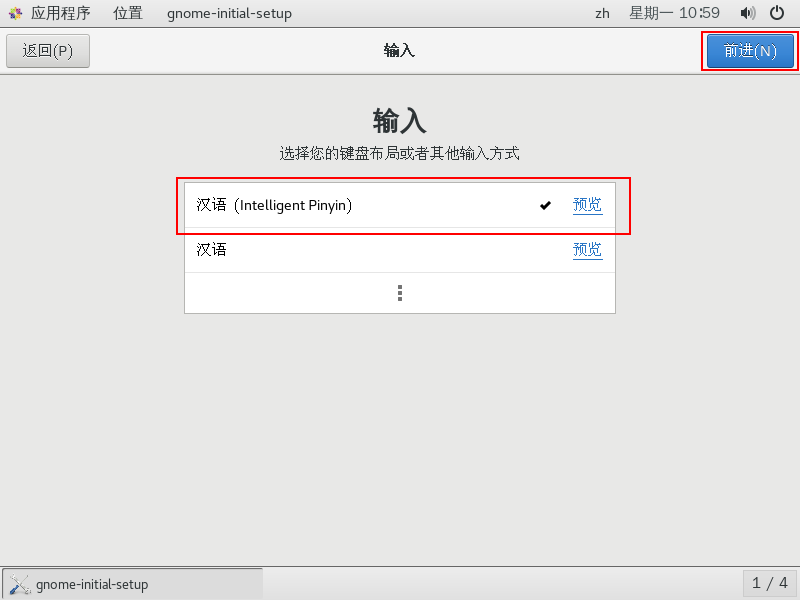 应用程序 位置 gnome-initial-setup zh 星期一 10:59
返回(P) 输入 前进(N)
输入
选择您的键盘布局或者其他输入方式
汉语 (Intelligent Pinyin) 预览
汉语 预览
gnome-initial-setup 1 / 4